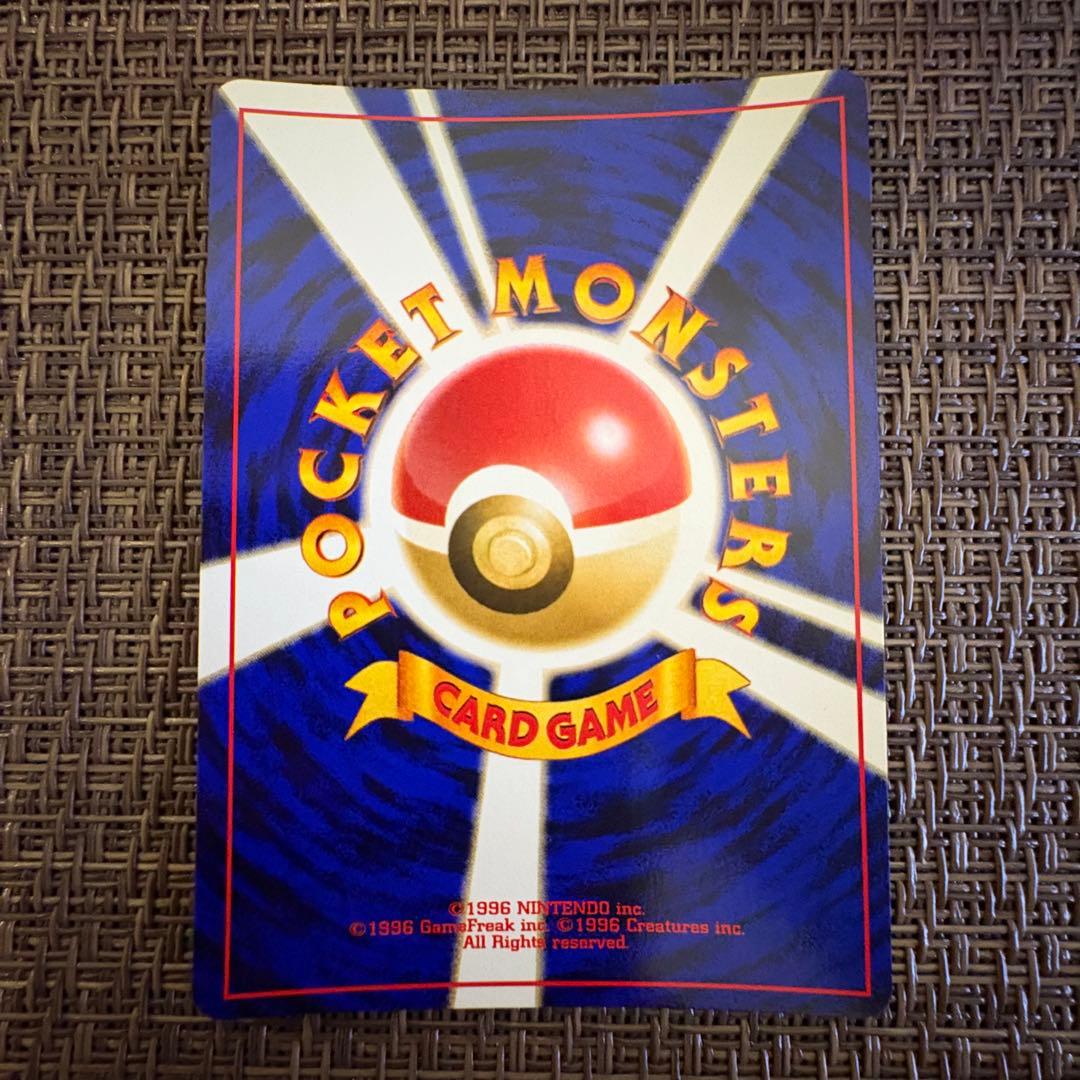 POCKET MONSTERS
CARD GAME
©1996 NINTENDO inc.
©1996 GameFreak inc. ©1996 Creatures inc.
All Rights reserved.